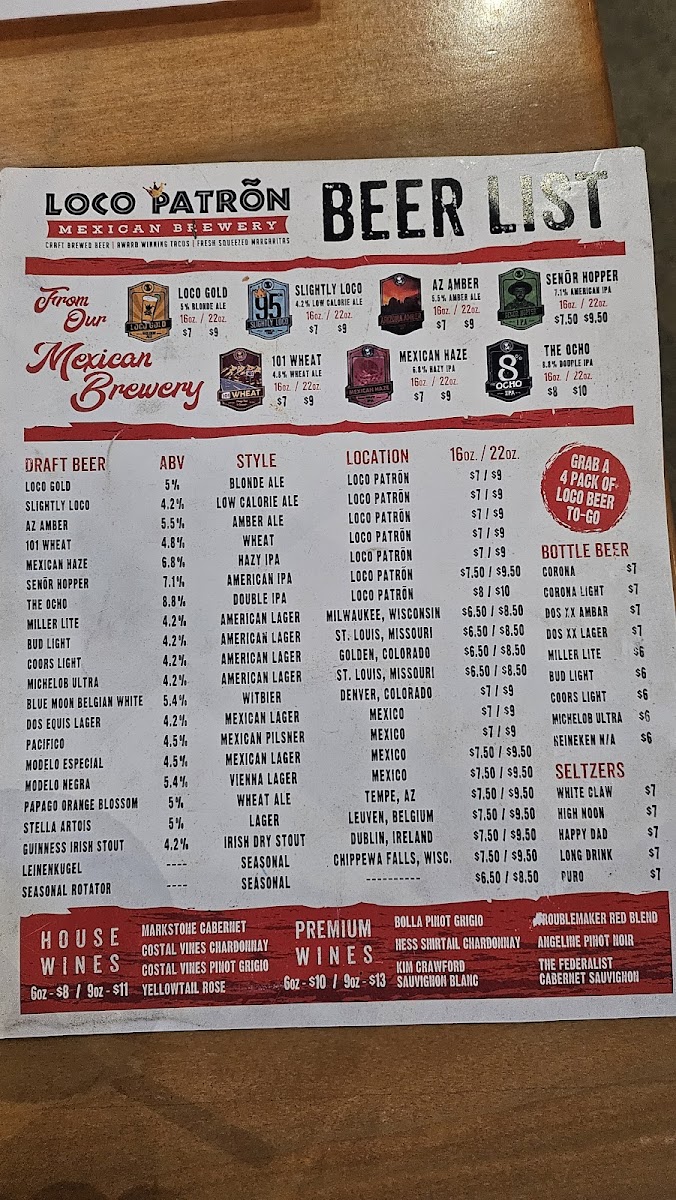 LOCO PATRÕN
MEXICAN BREWERY
CRAFT BREWED BEER | AWARD WINNING TACOS | FRESH SQUEEZED MARGARITAS
BEER LIST
From Our
Mexican
Brewery
LOCO GOLD
5% BLONDE ALE
16oz. / 22oz.
$7 $9
95
SLIGHTLY LOCO
SLIGHTLY LOCO
4.2% LOW CALORIE ALE
16oz. / 22oz.
$7 $9
AZ AMBER
5.5% AMBER ALE
16oz. / 22oz.
$7 $9
SENÕR HOPPER
7.1% AMERICAN IPA
16oz. / 22oz.
$7.50 $9.50
WHEAT
101 WHEAT
4.8% WHEAT ALE
16oz. / 22oz.
$7 $9
MEXICAN HAZE
MEXICAN HAZE
6.8% HAZY IPA
16oz. / 22oz.
$7 $9
8%
OCHO
IPA
THE OCHO
8.8% DOUBLE IPA
16oz. / 22oz.
$8 $10
DRAFT BEER ABV STYLE LOCATION 16oz. / 22oz.
LOCO GOLD 5% BLONDE ALE LOCO PATRÕN $7 / $9
SLIGHTLY LOCO 4.2% LOW CALORIE ALE LOCO PATRÕN $7 / $9
AZ AMBER 5.5% AMBER ALE LOCO PATRÕN $7 / $9
101 WHEAT 4.8% WHEAT LOCO PATRÕN $7 / $9
MEXICAN HAZE 6.8% HAZY IPA LOCO PATRÕN $7 / $9
SENÕR HOPPER 7.1% AMERICAN IPA LOCO PATRÕN $7.50 / $9.50
THE OCHO 8.8% DOUBLE IPA LOCO PATRÕN $8 / $10
MILLER LITE 4.2% AMERICAN LAGER MILWAUKEE, WISCONSIN $6.50 / $8.50
BUD LIGHT 4.2% AMERICAN LAGER ST. LOUIS, MISSOURI $6.50 / $8.50
COORS LIGHT 4.2% AMERICAN LAGER GOLDEN, COLORADO $6.50 / $8.50
MICHELOB ULTRA 4.2% AMERICAN LAGER ST. LOUIS, MISSOURI $6.50 / $8.50
BLUE MOON BELGIAN WHITE 5.4% WITBIER DENVER, COLORADO $7 / $9
DOS EQUIS LAGER 4.2% MEXICAN LAGER MEXICO $7 / $9
PACIFICO 4.5% MEXICAN PILSNER MEXICO $7 / $9
MODELO ESPECIAL 4.5% MEXICAN LAGER MEXICO $7.50 / $9.50
MODELO NEGRA 5.4% VIENNA LAGER MEXICO $7.50 / $9.50
PAPAGO ORANGE BLOSSOM 5% WHEAT ALE TEMPE, AZ $7.50 / $9.50
STELLA ARTOIS 5% LAGER LEUVEN, BELGIUM $7.50 / $9.50
GUINNESS IRISH STOUT 4.2% IRISH DRY STOUT DUBLIN, IRELAND $7.50 / $9.50
LEINENKUGEL ---- SEASONAL CHIPPEWA FALLS, WISC. $7.50 / $9.50
SEASONAL ROTATOR ---- SEASONAL ---------- $6.50 / $8.50
GRAB A
4 PACK OF
LOCO BEER
TO-GO
BOTTLE BEER
CORONA $7
CORONA LIGHT $7
DOS XX AMBAR $7
DOS XX LAGER $7
MILLER LITE $6
BUD LIGHT $6
COORS LIGHT $6
MICHELOB ULTRA $6
HEINEKEN N/A $6
SELTZERS
WHITE CLAW $7
HIGH NOON $7
HAPPY DAD $7
LONG DRINK $7
PURO $7
HOUSE
WINES
6oz - $8 / 9oz - $11
MARKSTONE CABERNET
COSTAL VINES CHARDONNAY
COSTAL VINES PINOT GRIGIO
YELLOWTAIL ROSE
PREMIUM
WINES
6oz - $10 / 9oz - $13
BOLLA PINOT GRIGIO
HESS SHIRTAIL CHARDONNAY
KIM CRAWFORD
SAUVIGNON BLANC
TROUBLEMAKER RED BLEND
ANGELINE PINOT NOIR
THE FEDERALIST
CABERNET SAUVIGNON